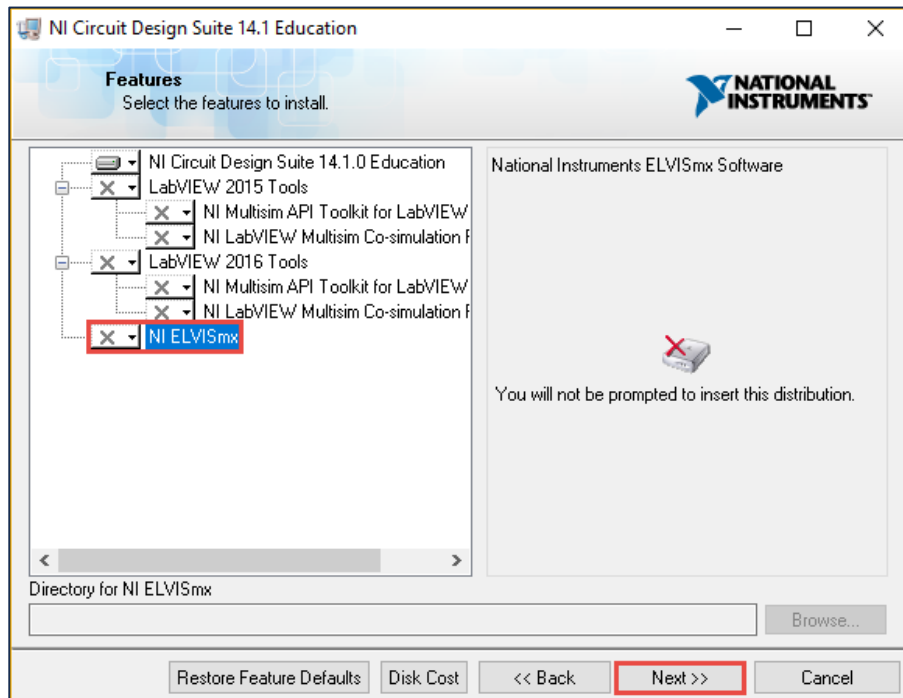 NI Circuit Design Suite 14.1 Education
Features
Select the features to install.
NATIONAL
INSTRUMENTS™
NI Circuit Design Suite 14.1.0 Education
LabVIEW 2015 Tools
NI Multisim API Toolkit for LabVIEW
NI LabVIEW Multisim Co-simulation
LabVIEW 2016 Tools
NI Multisim API Toolkit for LabVIEW
NI LabVIEW Multisim Co-simulation
NI ELVISmx
National Instruments ELVISmx Software
You will not be prompted to insert this distribution.
Directory for NI ELVISmx
Browse...
Restore Feature Defaults
Disk Cost
<< Back
Next >>
Cancel